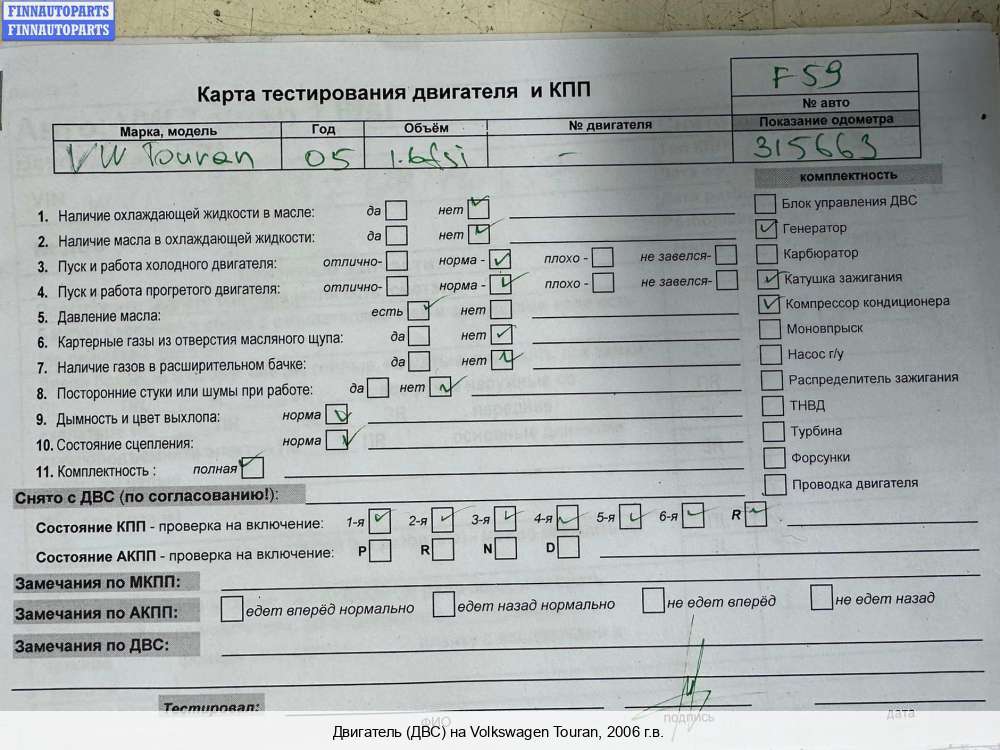 FINNAUTOPARTS
FINNAUTOPARTS
F59
№ авто
Карта тестирования двигателя и КПП
Марка, модель Год Объём № двигателя Показание одометра
VW Touran 05 1.6fsi - 315663
комплектность
Блок управления ДВС
Генератор
Карбюратор
Катушка зажигания
Компрессор кондиционера
Моновпрыск
Насос г/у
Распределитель зажигания
ТНВД
Турбина
Форсунки
Проводка двигателя
1. Наличие охлаждающей жидкости в масле: да нет
2. Наличие масла в охлаждающей жидкости: да нет
3. Пуск и работа холодного двигателя: отлично- норма - плохо - не завелся-
4. Пуск и работа прогретого двигателя: отлично- норма - плохо - не завелся-
5. Давление масла: есть нет
6. Картерные газы из отверстия масляного щупа: да нет
7. Наличие газов в расширительном бачке: да нет
8. Посторонние стуки или шумы при работе: да нет
9. Дымность и цвет выхлопа: норма
10. Состояние сцепления: норма
11. Комплектность : полная
Снято с ДВС (по согласованию!):
Состояние КПП - проверка на включение: 1-я 2-я 3-я 4-я 5-я 6-я R
Состояние АКПП - проверка на включение: P R N D
Замечания по МКПП:
Замечания по АКПП: едет вперёд нормально едет назад нормально не едет вперёд не едет назад
Замечания по ДВС:
Тестировал:
ФИО подпись дата
Двигатель (ДВС) на Volkswagen Touran, 2006 г.в.